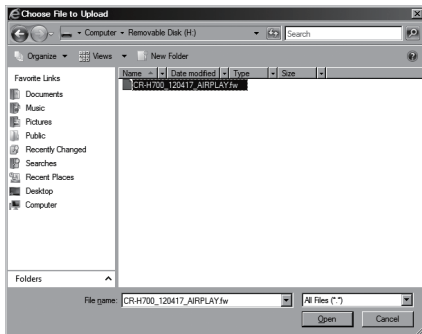 Choose File to Upload
Computer Removable Disk (H:) Search
Organize Views New Folder
Favorite Links
Documents
Music
Pictures
Public
Recently Changed
Searches
Recent Places
Desktop
Computer
Folders
Name Date modified Type Size
CR-H700_120417_AIRPLAY.fw
File name: CR-H700_120417_AIRPLAY.fw All Files (*.*)
Open Cancel